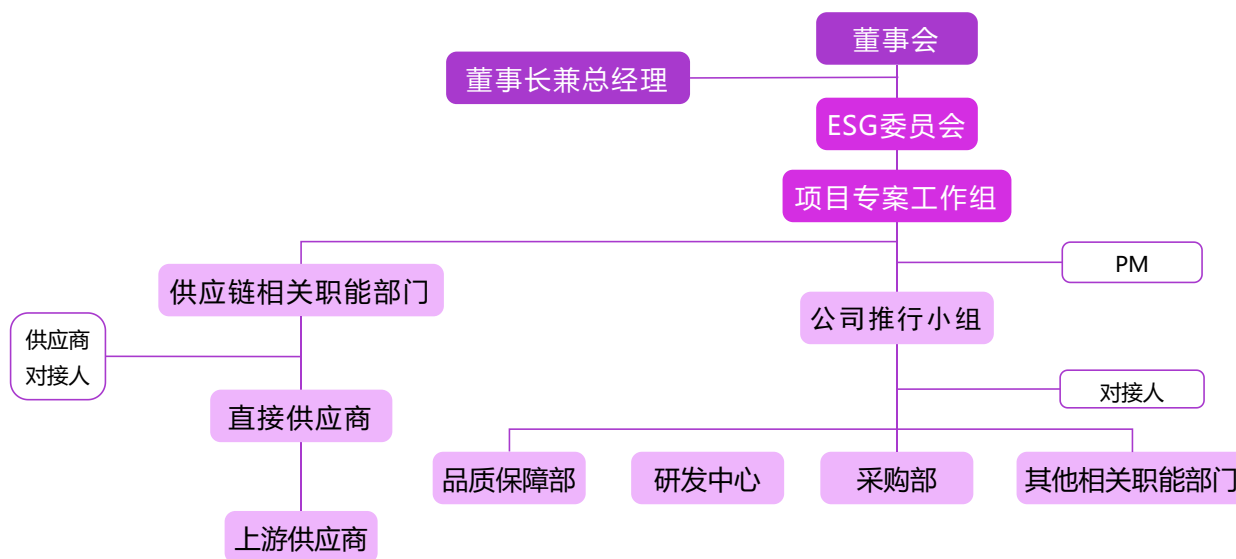 董事会
董事长兼总经理
ESG委员会
项目专案工作组
PM
供应链相关职能部门
公司推行小组
供应商
对接人
对接人
直接供应商
品质保障部
研发中心
采购部
其他相关职能部门
上游供应商